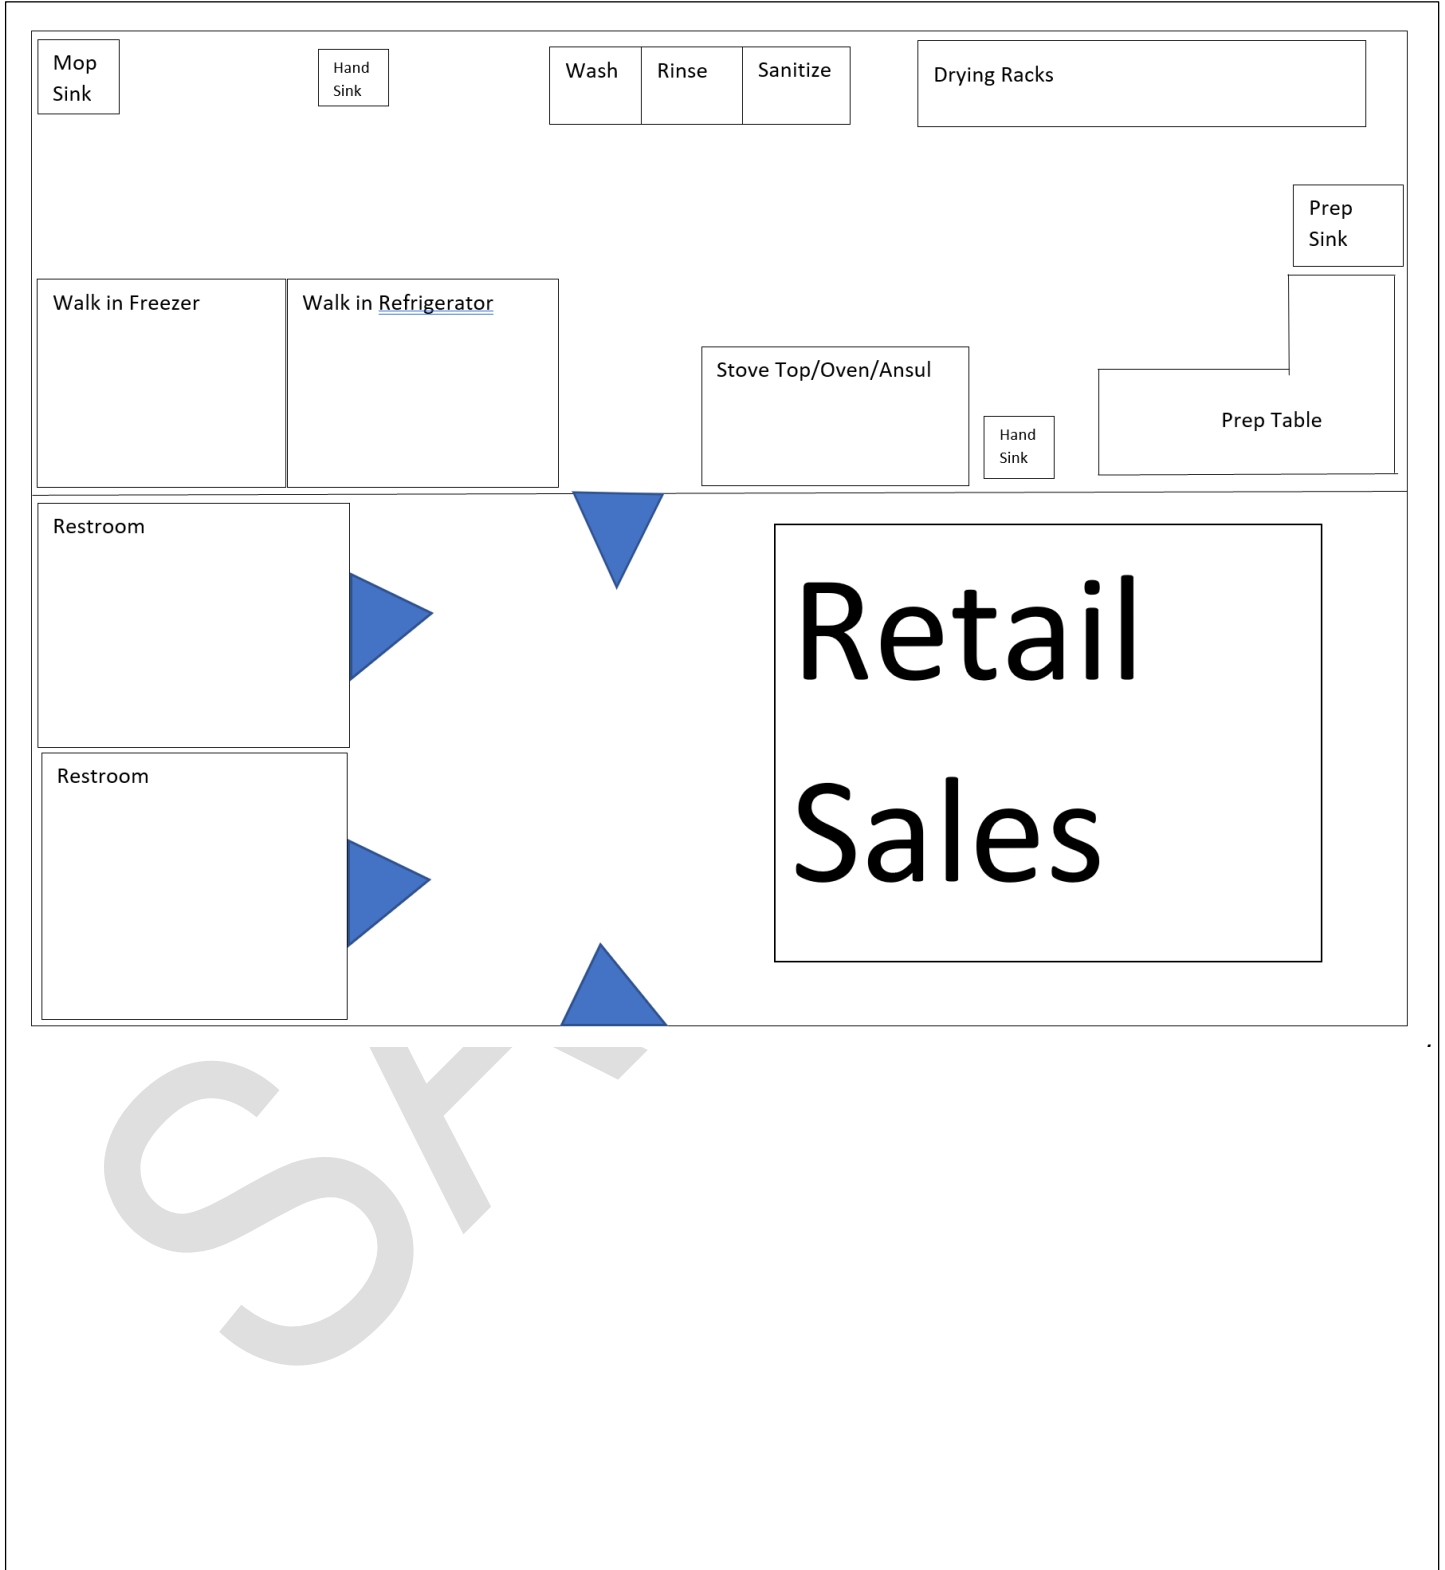 Mop
Sink
Hand
Sink
Wash
Rinse
Sanitize
Drying Racks
Prep
Sink
Walk in Freezer
Walk in Refrigerator
Stove Top/Oven/Ansul
Hand
Sink
Prep Table
Restroom
Retail
Sales
Restroom